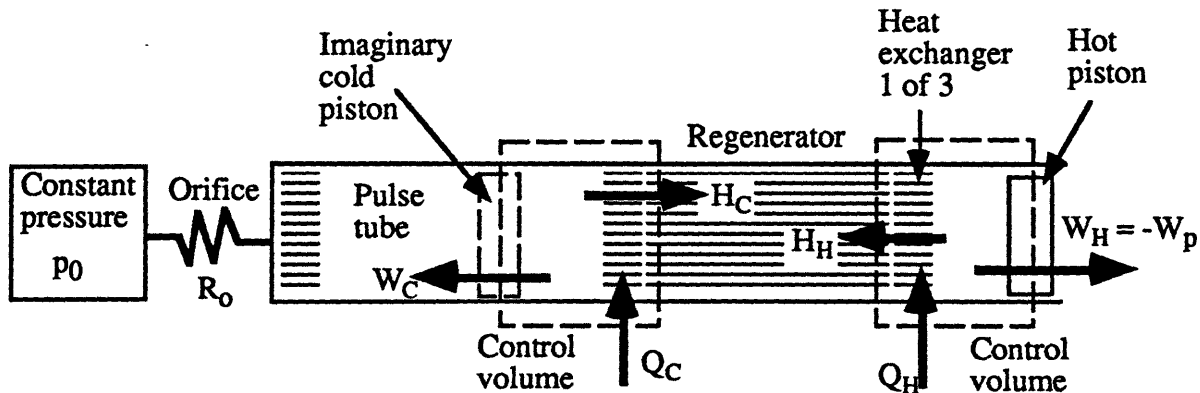 Imaginary
cold
piston
Heat
exchanger
1 of 3
Hot
piston
Regenerator
Constant
pressure
p0
Orifice
Ro
Pulse
tube
HC
HH
WC
WH = -Wp
Control
volume
QC
QH
Control
volume